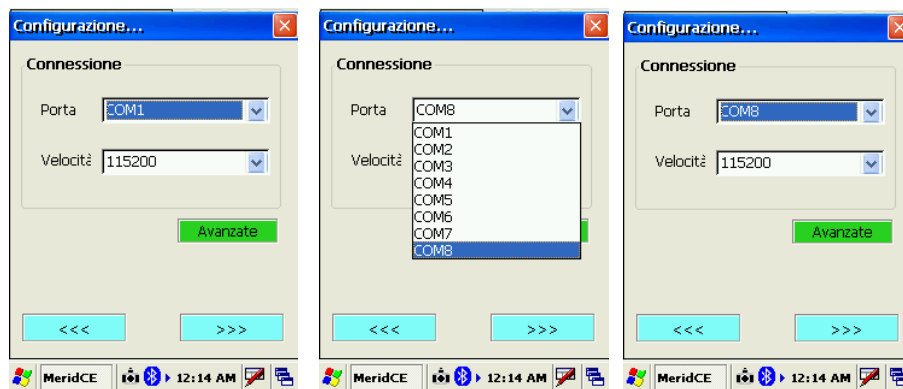 Configurazione...
Connessione
Porta COM1
Velocità 115200
Avanzate
<<< >>>
MeridCE 12:14 AM
Configurazione...
Connessione
Porta COM8
COM1
COM2
COM3
COM4
COM5
COM6
COM7
COM8
Velocità
<<< >>>
MeridCE 12:14 AM
Configurazione...
Connessione
Porta COM8
Velocità 115200
Avanzate
<<< >>>
MeridCE 12:14 AM